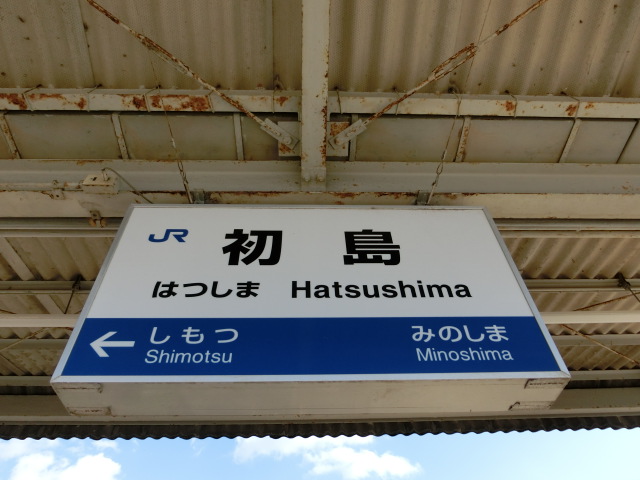 JR 初島
はつしま Hatsushima
← しもつ みのしま
Shimotsu Minoshima